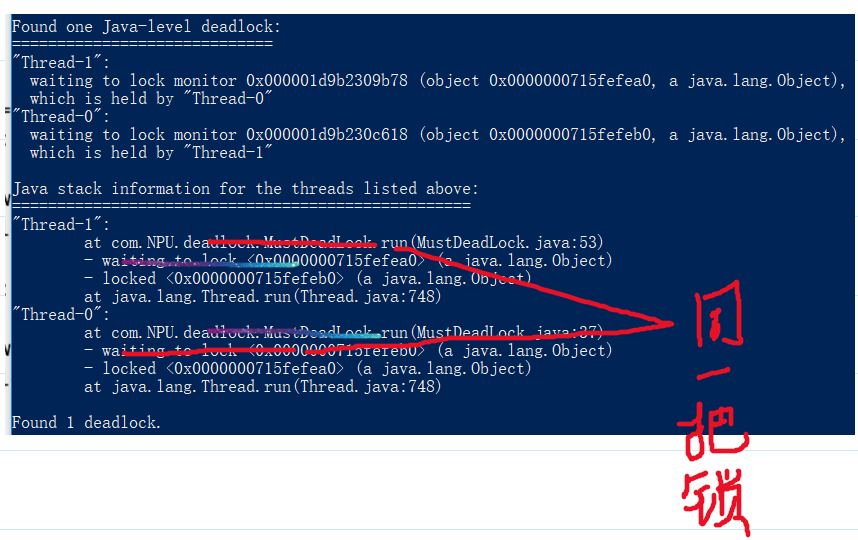 Found one Java-level deadlock:
=============================
"Thread-1":
  waiting to lock monitor 0x000001d9b2309b78 (object 0x0000000715fefea0, a java.lang.Object),
  which is held by "Thread-0"
"Thread-0":
  waiting to lock monitor 0x000001d9b230c618 (object 0x0000000715fefeb0, a java.lang.Object),
  which is held by "Thread-1"
Java stack information for the threads listed above:
===================================================
"Thread-1":
        at com.NPU.deadlock.MustDeadLock.run(MustDeadLock.java:53)
        - waiting to lock <0x0000000715fefea0> (a java.lang.Object)
        - locked <0x0000000715fefeb0> (a java.lang.Object)
        at java.lang.Thread.run(Thread.java:748)
"Thread-0":
        at com.NPU.deadlock.MustDeadLock.run(MustDeadLock.java:37)
        - waiting to lock <0x0000000715fefeb0> (a java.lang.Object)
        - locked <0x0000000715fefea0> (a java.lang.Object)
        at java.lang.Thread.run(Thread.java:748)
Found 1 deadlock.
同一把锁